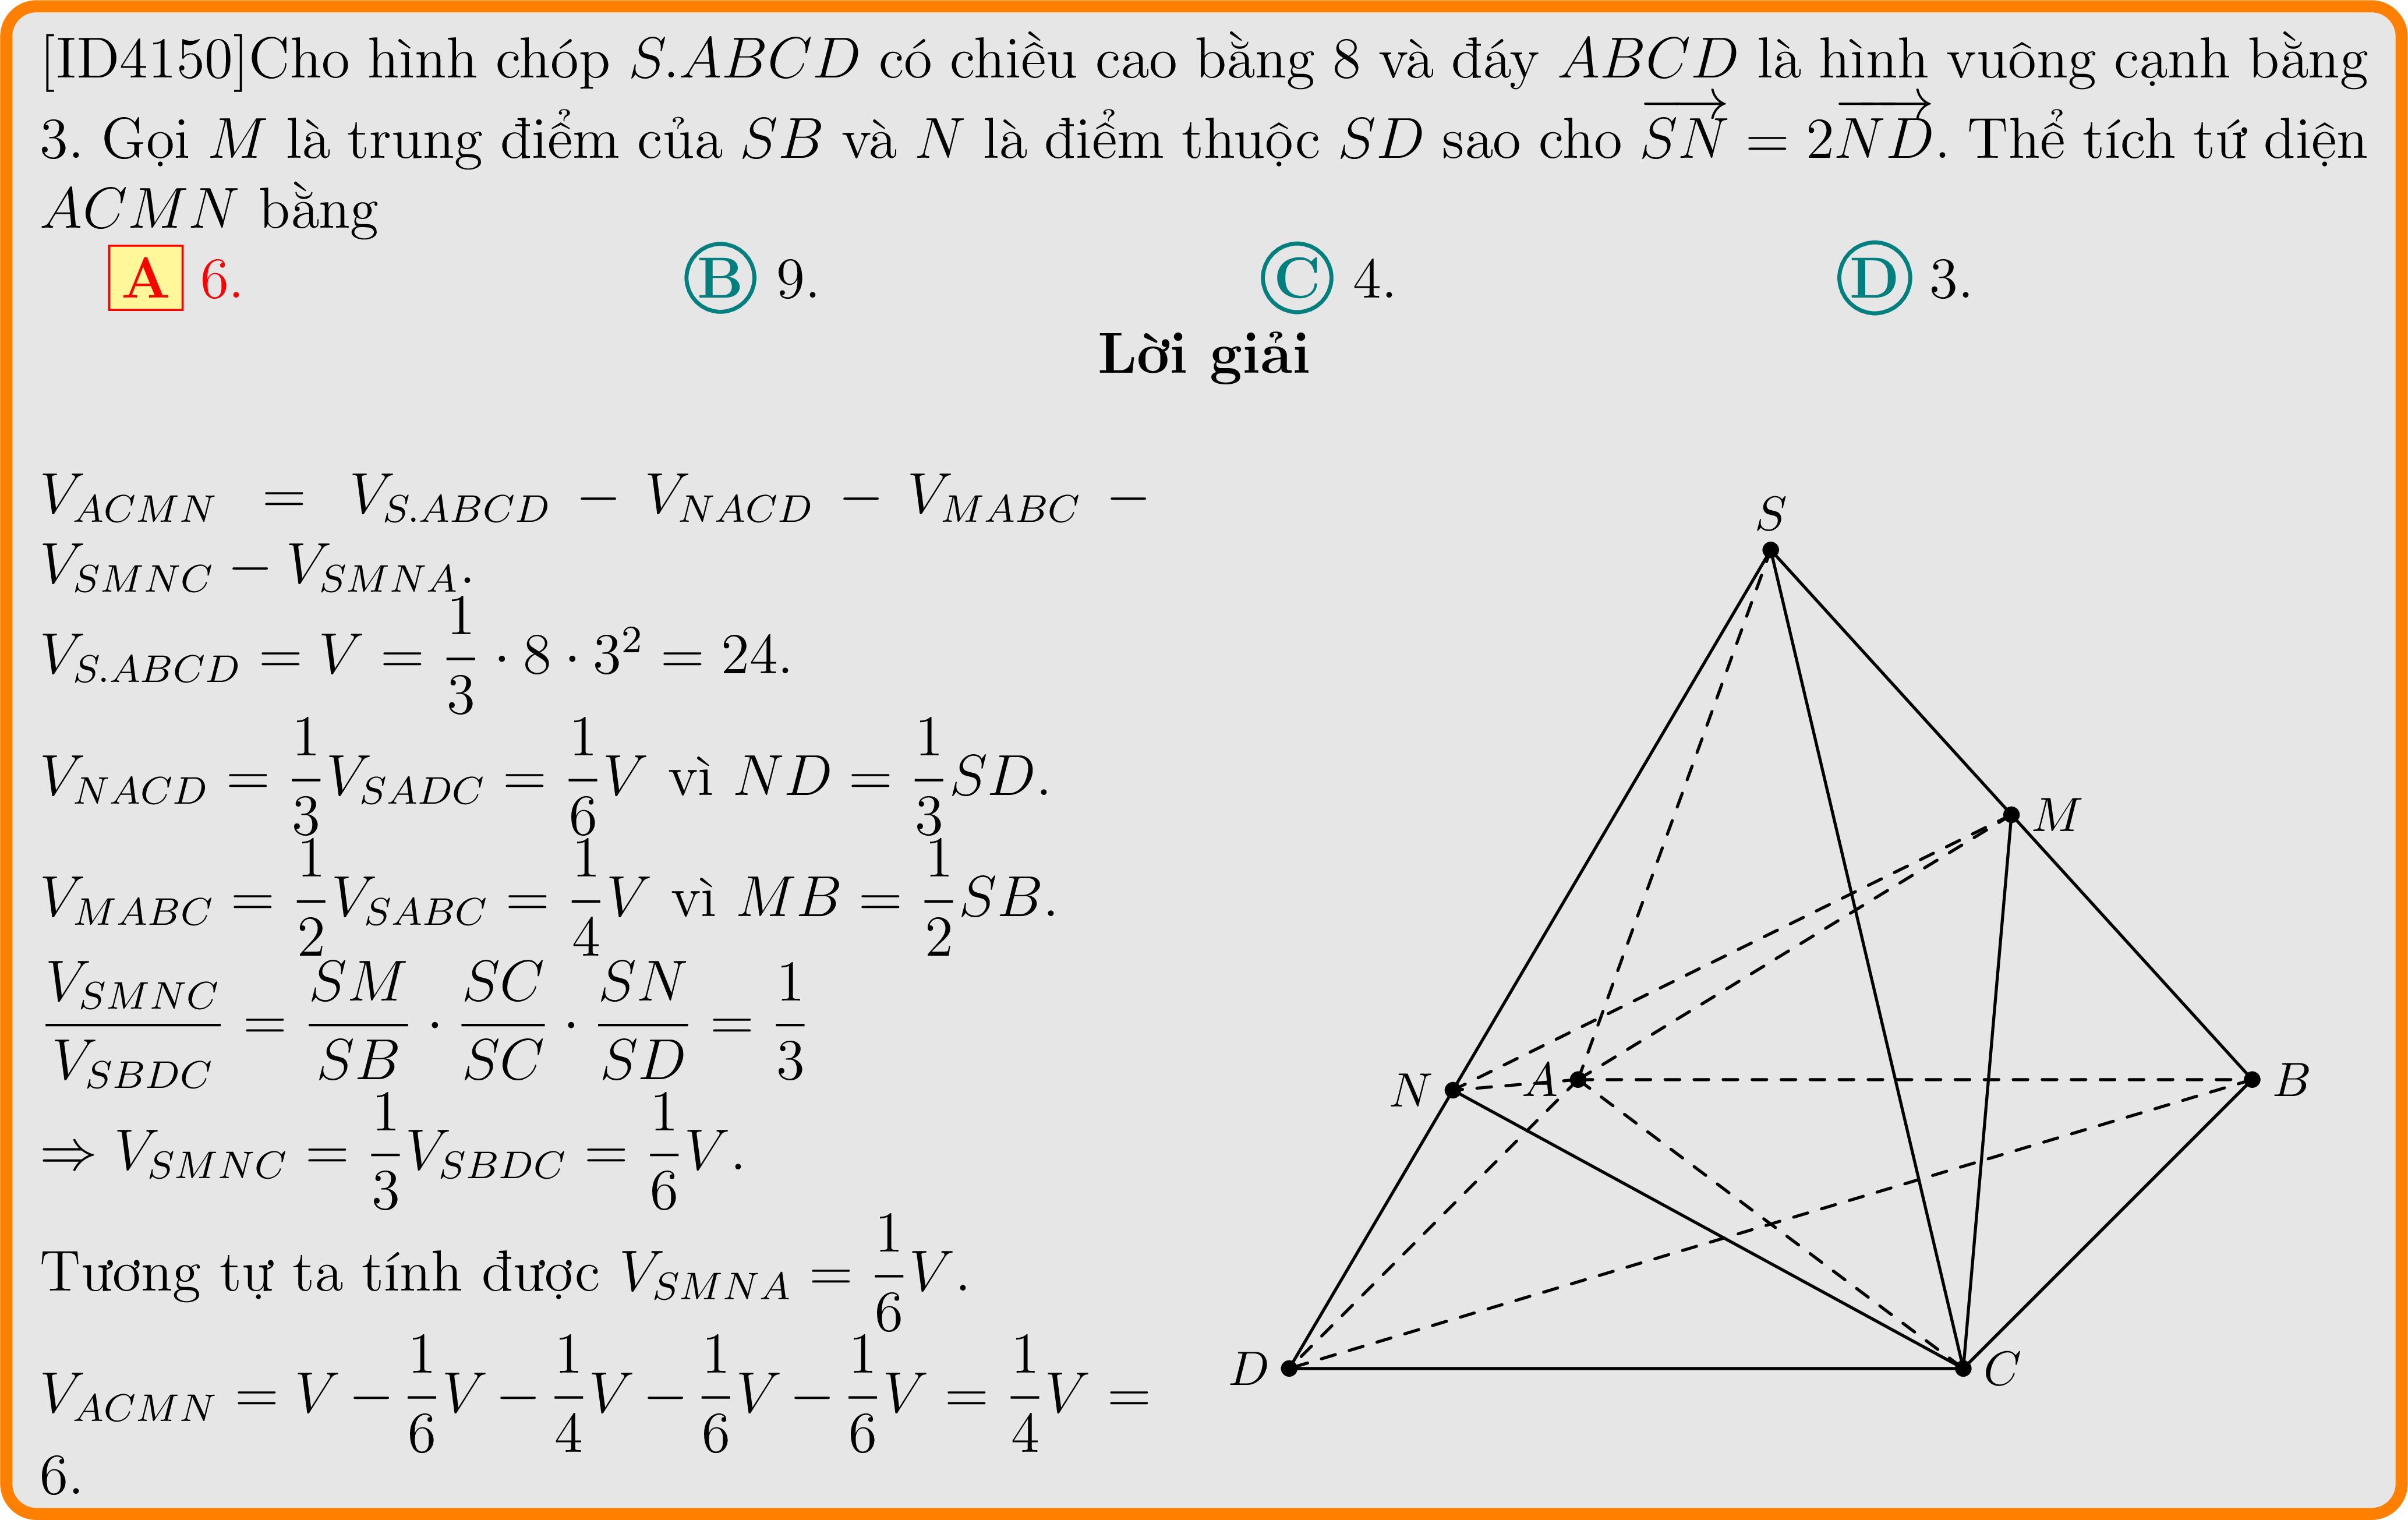 [ID4150]Cho hình chóp S.ABCD có chiều cao bằng 8 và đáy ABCD là hình vuông cạnh bằng
3. Gọi M là trung điểm của SB và N là điểm thuộc SD sao cho $\overrightarrow{SN} = 2\overrightarrow{ND}$. Thể tích tứ diện
ACMN bằng
A 6. B 9. C 4. D 3.
Lời giải
$V_{ACMN} = V_{S.ABCD} - V_{NACD} - V_{MABC} -$
$V_{SMNC} - V_{SMNA}$.
$V_{S.ABCD} = V = \frac{1}{3} \cdot 8 \cdot 3^2 = 24$.
$V_{NACD} = \frac{1}{3}V_{SADC} = \frac{1}{6}V$ vì $ND = \frac{1}{3}SD$.
$V_{MABC} = \frac{1}{2}V_{SABC} = \frac{1}{4}V$ vì $MB = \frac{1}{2}SB$.
$\frac{V_{SMNC}}{V_{SBDC}} = \frac{SM}{SB} \cdot \frac{SC}{SC} \cdot \frac{SN}{SD} = \frac{1}{3}$
$\Rightarrow V_{SMNC} = \frac{1}{3}V_{SBDC} = \frac{1}{6}V$.
Tương tự ta tính được $V_{SMNA} = \frac{1}{6}V$.
$V_{ACMN} = V - \frac{1}{6}V - \frac{1}{4}V - \frac{1}{6}V - \frac{1}{6}V = \frac{1}{4}V =$
6.
S
M
N
A
B
D
C